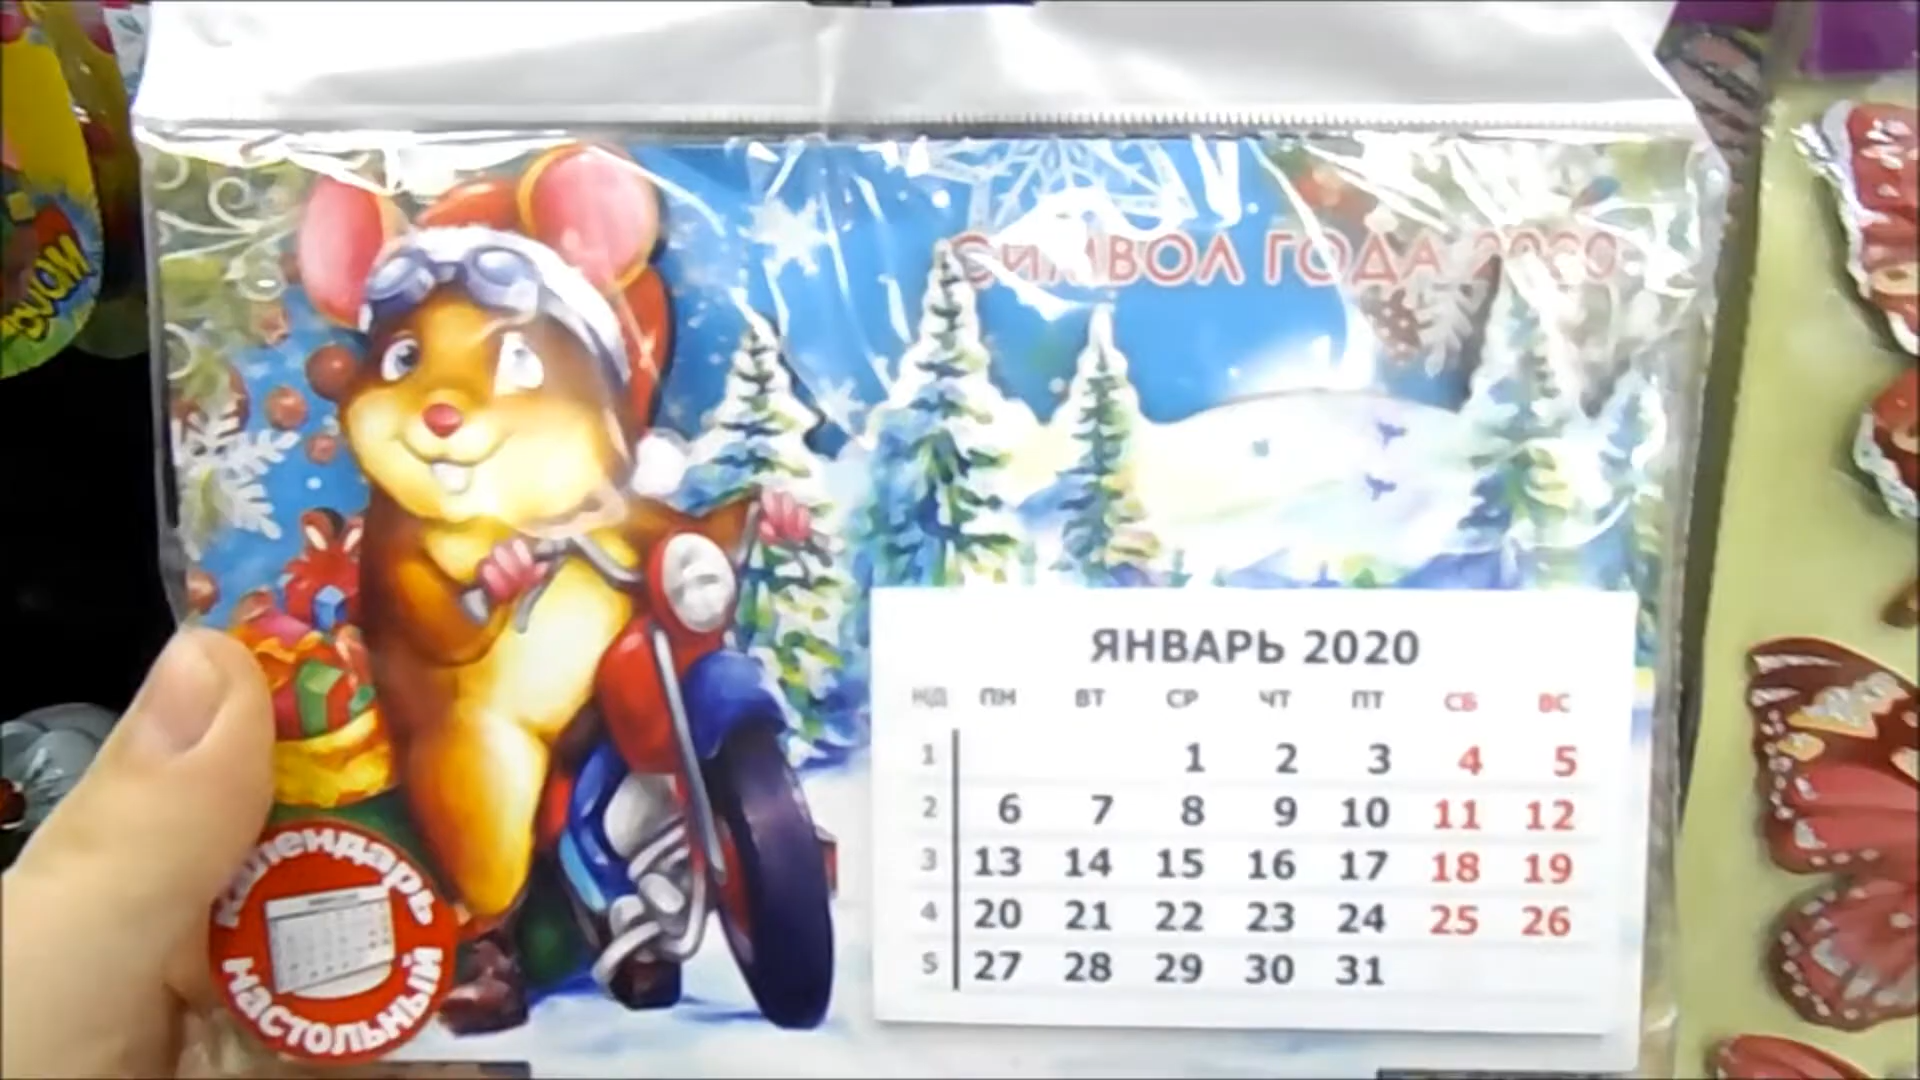 СИМВОЛ ГОДА 2020
ЯНВАРЬ 2020
НД ПН ВТ СР ЧТ ПТ СБ ВС
1 1 2 3 4 5
2 6 7 8 9 10 11 12
3 13 14 15 16 17 18 19
4 20 21 22 23 24 25 26
5 27 28 29 30 31
календарь
настольный